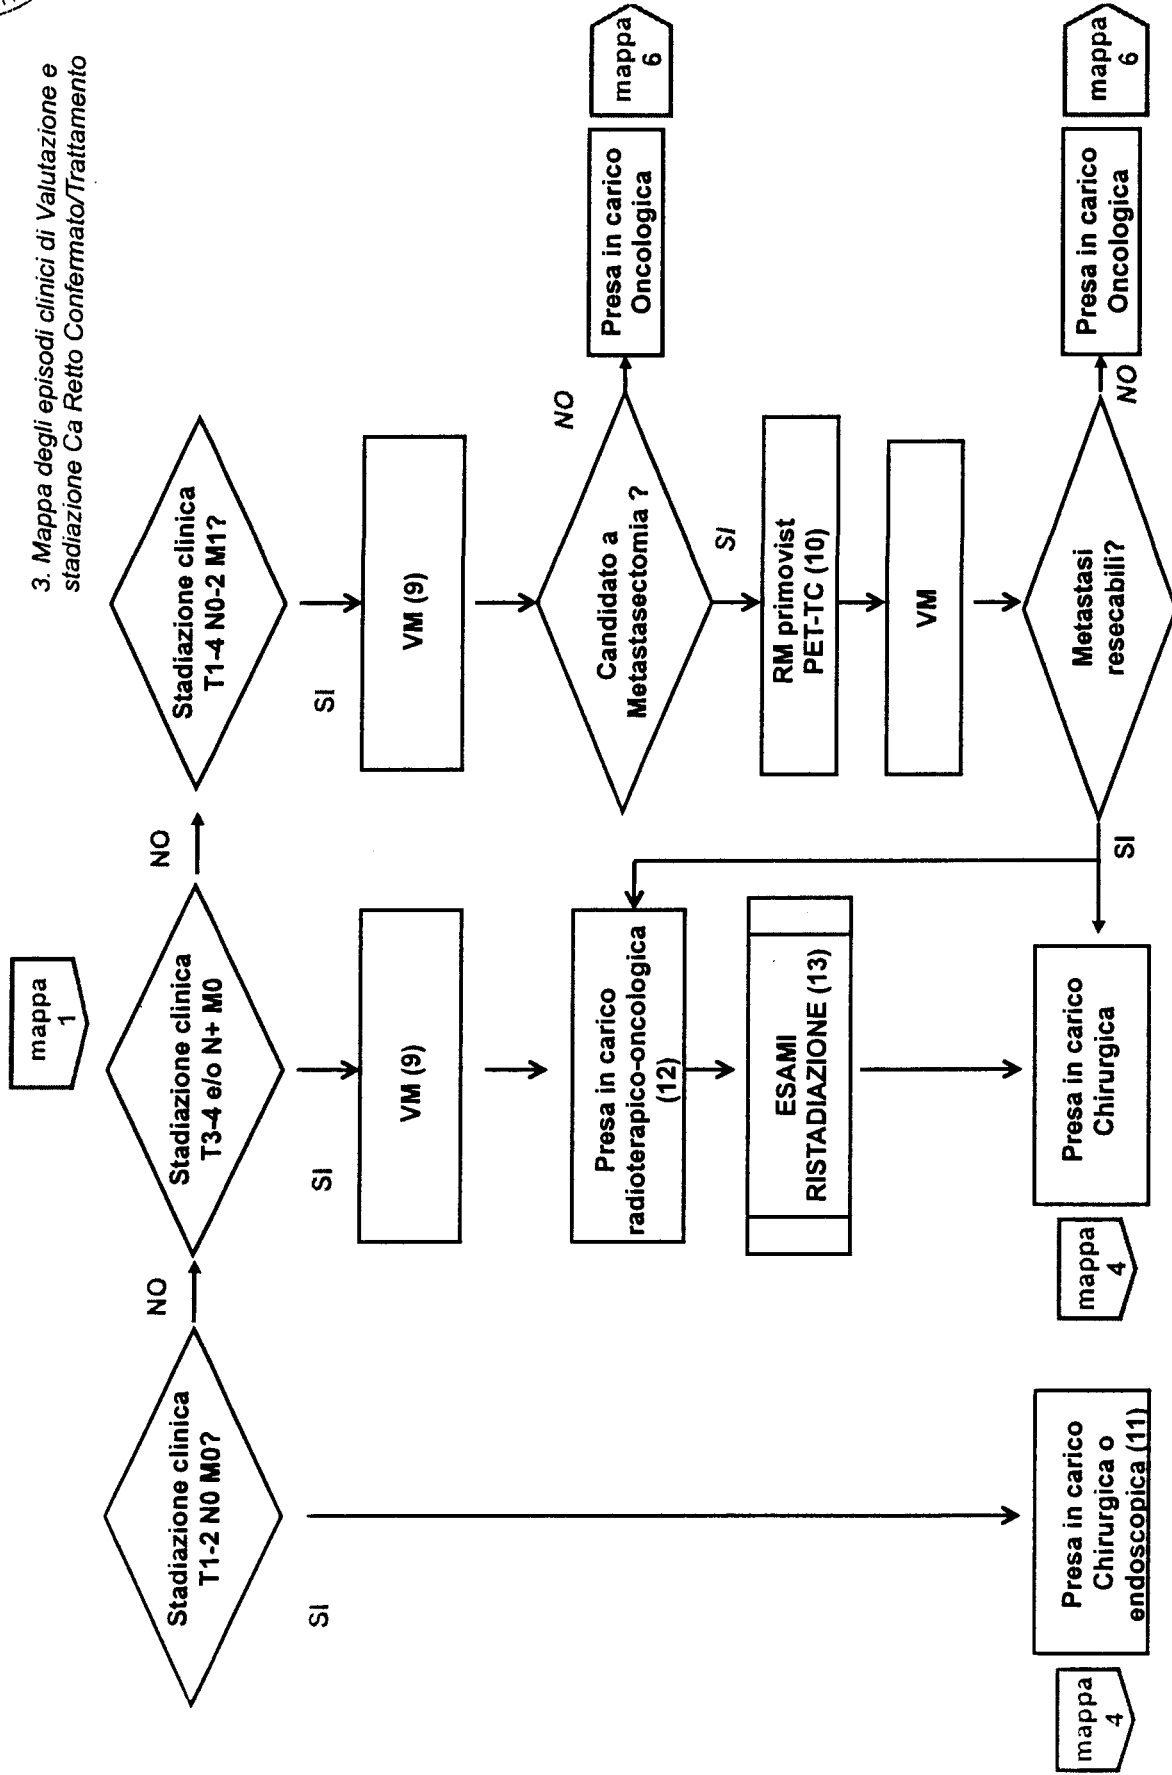 3. Mappa degli episodi clinici di Valutazione e
stadiazione Ca Retto Confermato/Trattamento
mappa
1
Stadiazione clinica
T1-2 N0 M0?
NO
Stadiazione clinica
T3-4 e/o N+ M0
NO
Stadiazione clinica
T1-4 N0-2 M1?
SI
SI
SI
VM (9)
VM (9)
Presa in carico
radioterapico-oncologica
(12)
Candidato a
Metastasectomia ?
NO
Presa in carico
Oncologica
mappa
6
SI
ESAMI
RISTADIAZIONE (13)
RM primovist
PET-TC (10)
VM
mappa
4
Presa in carico
Chirurgica o
endoscopica (11)
mappa
4
Presa in carico
Chirurgica
SI
Metastasi
resecabili?
NO
Presa in carico
Oncologica
mappa
6